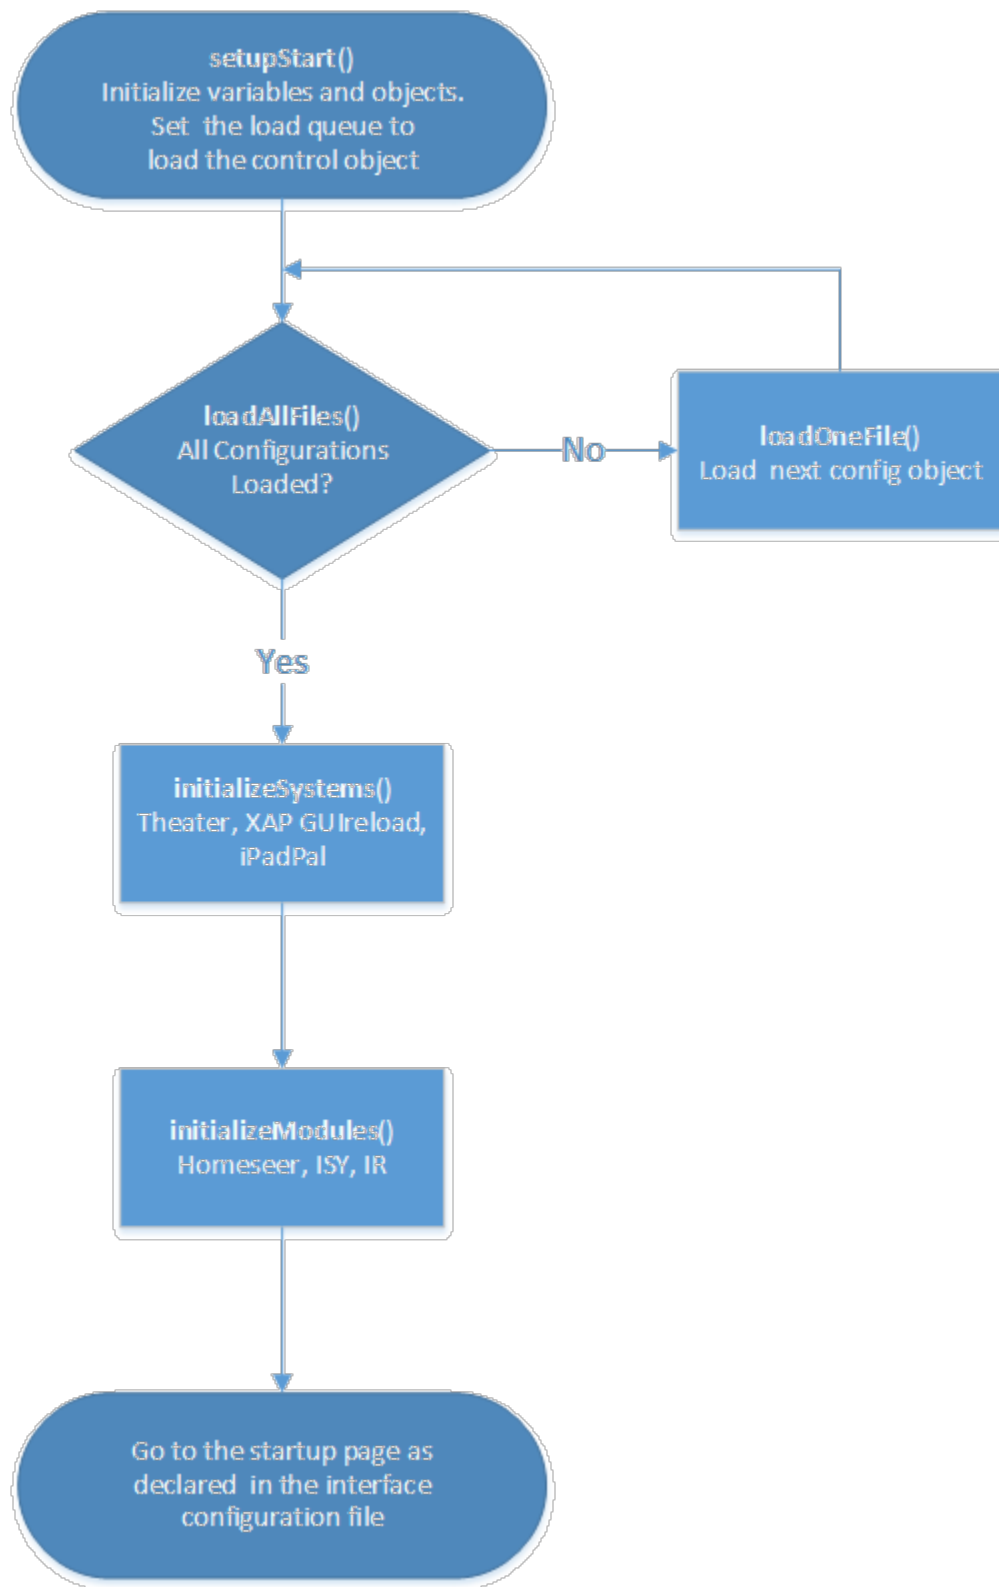 setupStart()
Initialize variables and objects.
Set the load queue to
load the control object
loadAllFiles()
All Configurations
Loaded?
No
loadOneFile()
Load next config object
Yes
initializeSystems()
Theater, XAP GUIreload,
iPadPal
initializeModules()
Homeseer, ISY, IR
Go to the startup page as
declared in the interface
configuration file